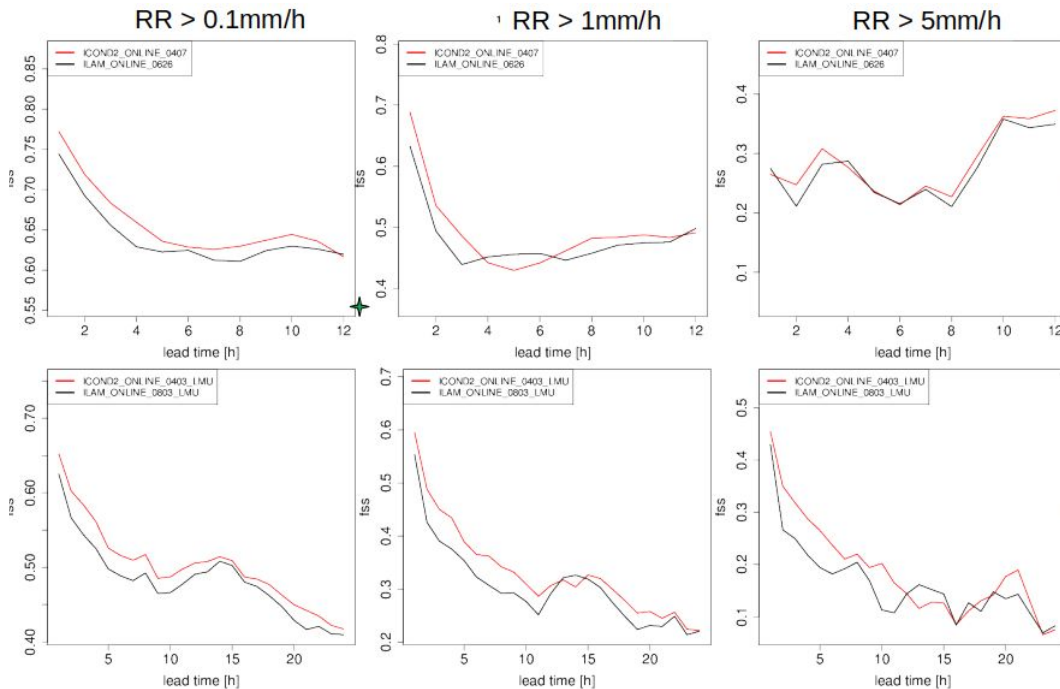 RR > 0.1mm/h
¹ RR > 1mm/h
RR > 5mm/h
ICOND2_ONLINE_0407
ILAM_ONLINE_0626
fss
0.85
0.80
0.75
0.70
0.65
0.60
0.55
2 4 6 8 10 12
lead time [h]
ICOND2_ONLINE_0407
ILAM_ONLINE_0626
fss
0.8
0.7
0.6
0.5
0.4
2 4 6 8 10 12
lead time [h]
ICOND2_ONLINE_0407
ILAM_ONLINE_0626
fss
0.4
0.3
0.2
0.1
2 4 6 8 10 12
lead time [h]
ICOND2_ONLINE_0403_LMU
ILAM_ONLINE_0803_LMU
fss
0.70
0.60
0.50
0.40
5 10 15 20
lead time [h]
ICOND2_ONLINE_0403_LMU
ILAM_ONLINE_0803_LMU
fss
0.7
0.6
0.5
0.4
0.3
0.2
5 10 15 20
lead time [h]
ICOND2_ONLINE_0403_LMU
ILAM_ONLINE_0803_LMU
fss
0.5
0.4
0.3
0.2
0.1
5 10 15 20
lead time [h]